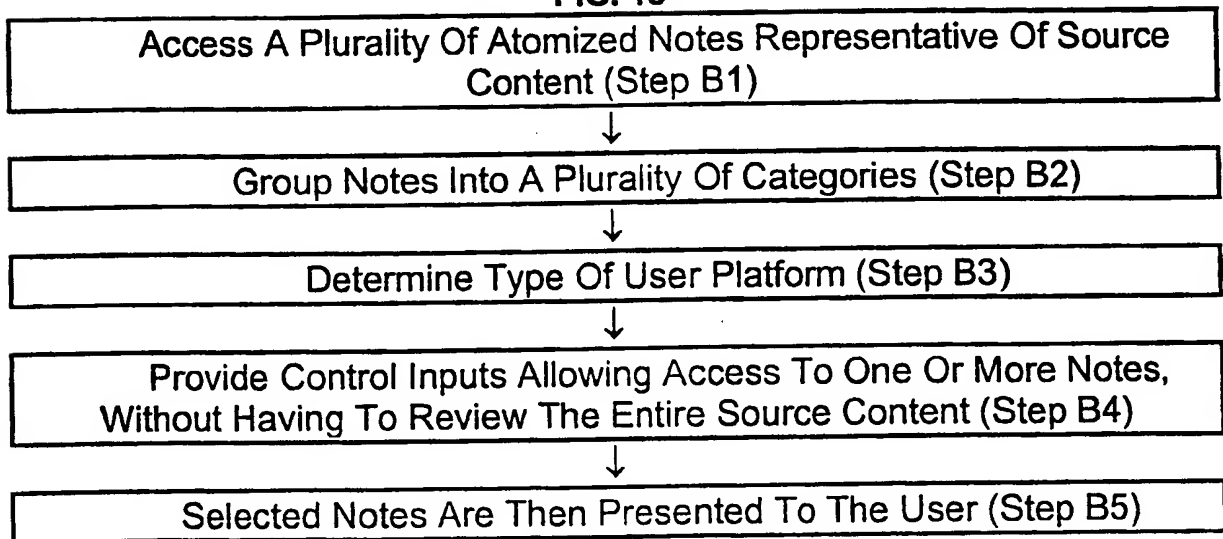 Access A Plurality Of Atomized Notes Representative Of Source
Content (Step B1)
↓
Group Notes Into A Plurality Of Categories (Step B2)
↓
Determine Type Of User Platform (Step B3)
↓
Provide Control Inputs Allowing Access To One Or More Notes,
Without Having To Review The Entire Source Content (Step B4)
↓
Selected Notes Are Then Presented To The User (Step B5)